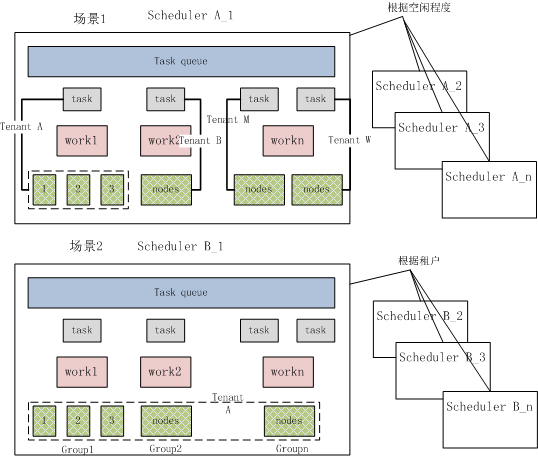 场景1 Scheduler A_1 根据空闲程度
Task queue
task task task task
Tenant A Tenant M
work1 work2 Tenant B workn Tenant W
1 2 3 nodes nodes nodes
Scheduler A_2
Scheduler A_3
Scheduler A_n
场景2 Scheduler B_1 根据租户
Task queue
task task task task
work1 work2 workn
Tenant
A
1 2 3 nodes nodes
Group1 Group2 Groupn
Scheduler B_2
Scheduler B_3
Scheduler B_n